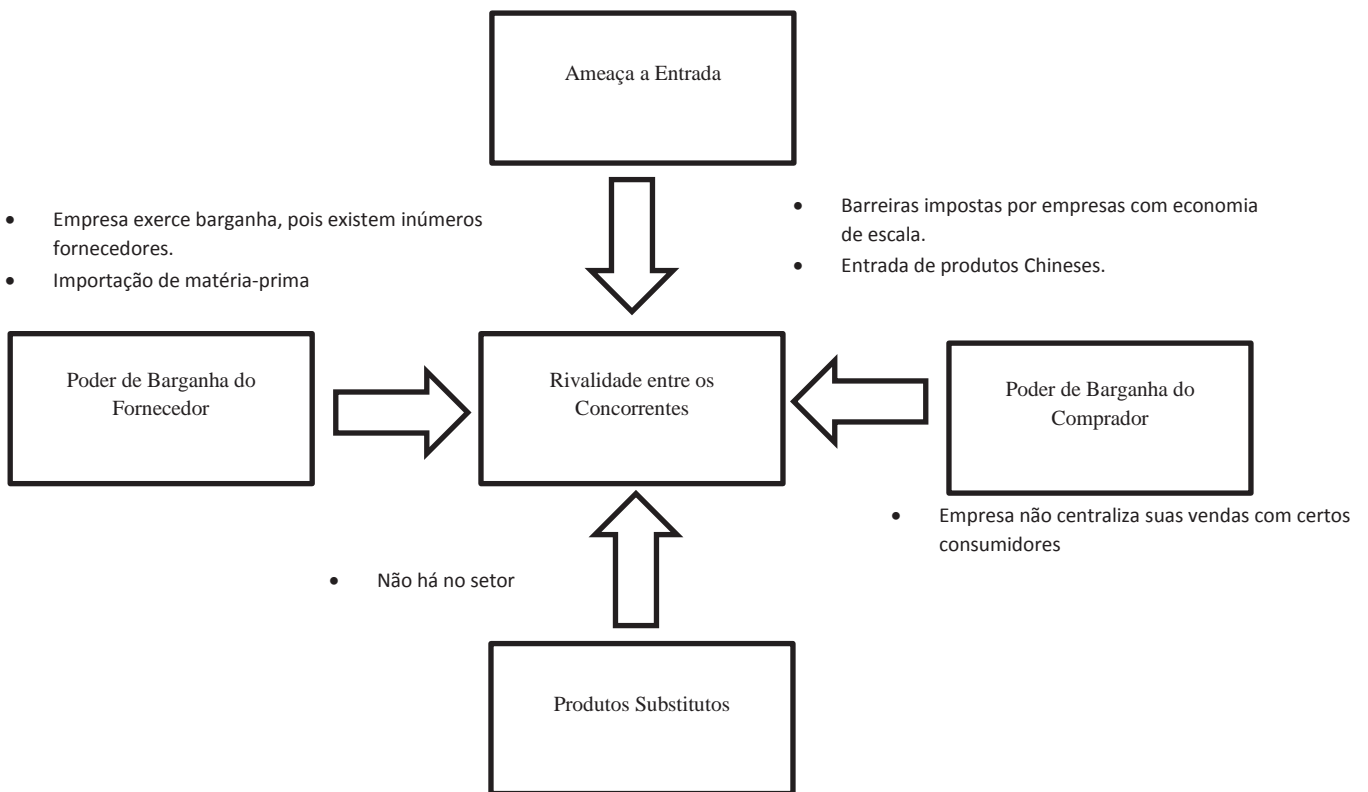 Ameaça a Entrada
• Empresa exerce barganha, pois existem inúmeros
fornecedores.
• Importação de matéria-prima
• Barreiras impostas por empresas com economia
de escala.
• Entrada de produtos Chineses.
Poder de Barganha do
Fornecedor
Rivalidade entre os
Concorrentes
Poder de Barganha do
Comprador
• Empresa não centraliza suas vendas com certos
consumidores
• Não há no setor
Produtos Substitutos